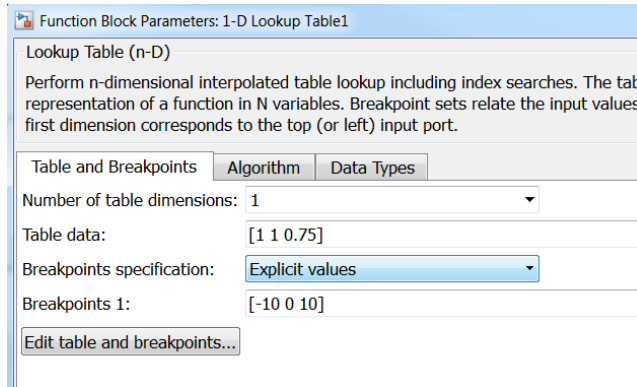 Function Block Parameters: 1-D Lookup Table1
Lookup Table (n-D)
Perform n-dimensional interpolated table lookup including index searches. The tab
representation of a function in N variables. Breakpoint sets relate the input values
first dimension corresponds to the top (or left) input port.
Table and Breakpoints Algorithm Data Types
Number of table dimensions: 1
Table data: [1 1 0.75]
Breakpoints specification: Explicit values
Breakpoints 1: [-10 0 10]
Edit table and breakpoints...